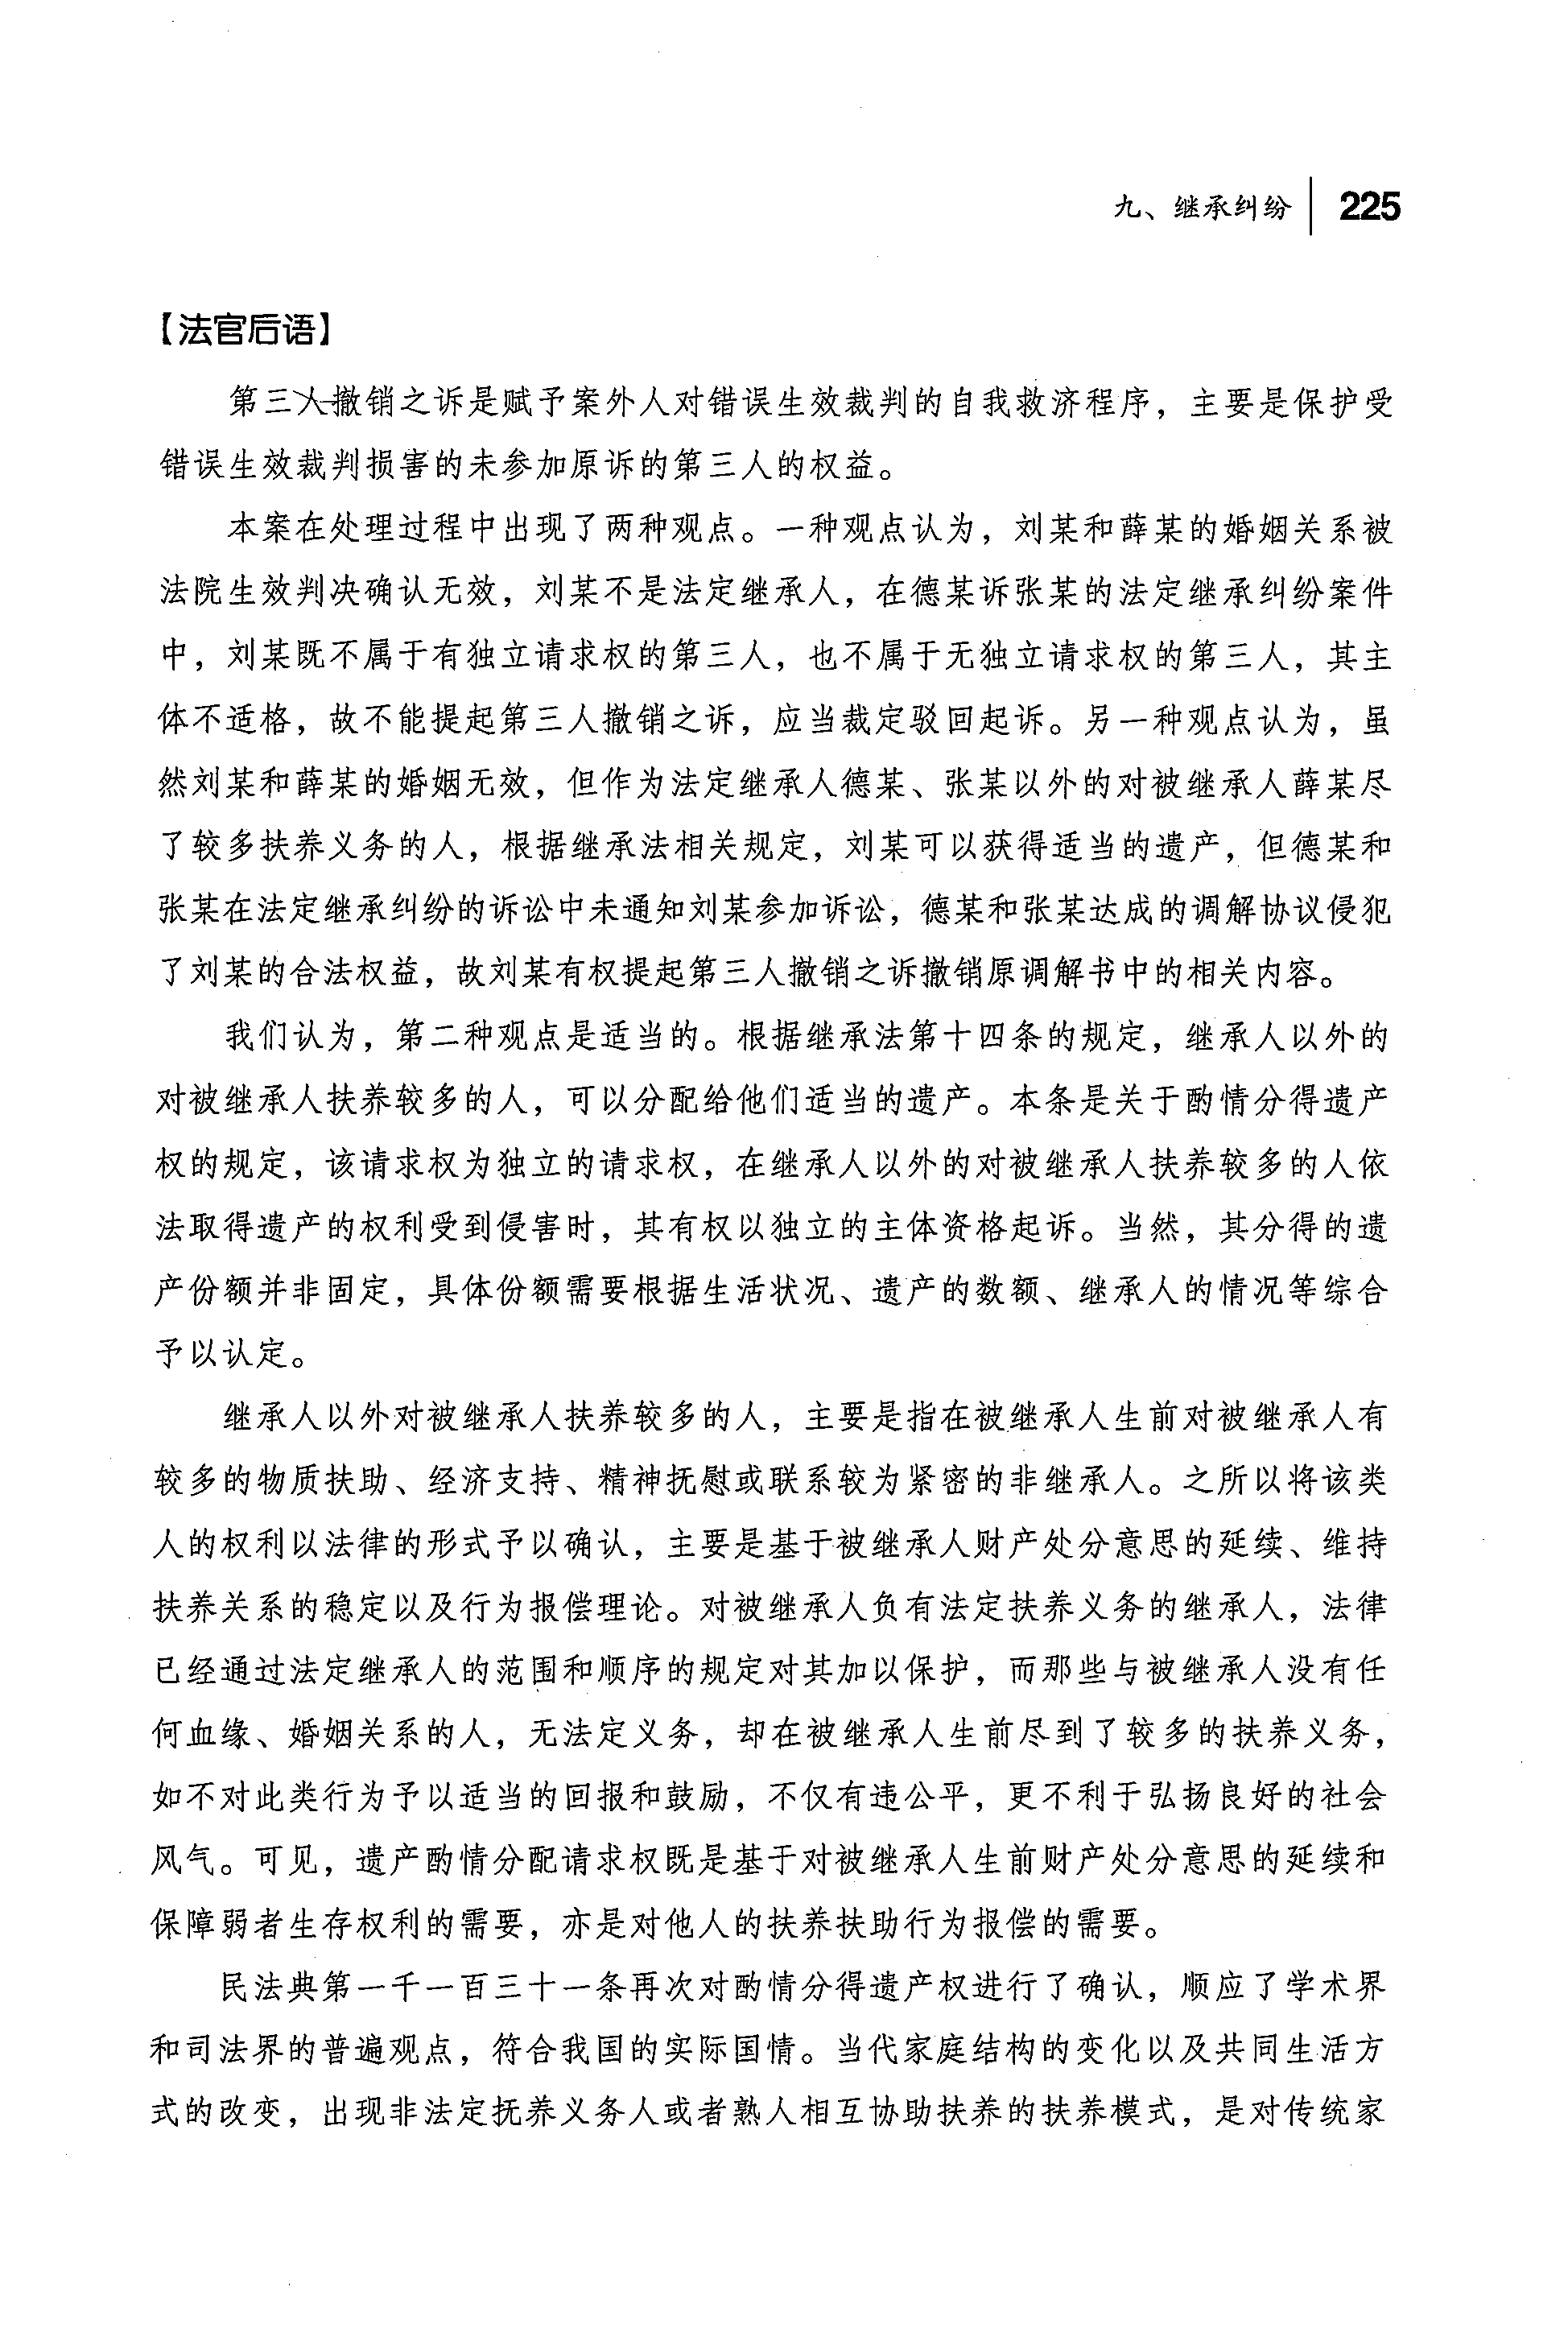 九、继承纠纷 225
【法官后语】
第三人撤销之诉是赋予案外人对错误生效裁判的自我救济程序，主要是保护受
错误生效裁判损害的未参加原诉的第三人的权益。
本案在处理过程中出现了两种观点。一种观点认为，刘某和薛某的婚姻关系被
法院生效判决确认无效，刘某不是法定继承人，在德某诉张某的法定继承纠纷案件
中，刘某既不属于有独立请求权的第三人，也不属于无独立请求权的第三人，其主
体不适格，故不能提起第三人撤销之诉，应当裁定驳回起诉。另一种观点认为，虽
然刘某和薛某的婚姻无效，但作为法定继承人德某、张某以外的对被继承人薛某尽
了较多扶养义务的人，根据继承法相关规定，刘某可以获得适当的遗产，但德某和
张某在法定继承纠纷的诉讼中未通知刘某参加诉讼，德某和张某达成的调解协议侵犯
了刘某的合法权益，故刘某有权提起第三人撤销之诉撤销原调解书中的相关内容。
我们认为，第二种观点是适当的。根据继承法第十四条的规定，继承人以外的
对被继承人扶养较多的人，可以分配给他们适当的遗产。本条是关于酌情分得遗产
权的规定，该请求权为独立的请求权，在继承人以外的对被继承人扶养较多的人依
法取得遗产的权利受到侵害时，其有权以独立的主体资格起诉。当然，其分得的遗
产份额并非固定，具体份额需要根据生活状况、遗产的数额、继承人的情况等综合
予以认定。
继承人以外对被继承人扶养较多的人，主要是指在被继承人生前对被继承人有
较多的物质扶助、经济支持、精神抚慰或联系较为紧密的非继承人。之所以将该类
人的权利以法律的形式予以确认，主要是基于被继承人财产处分意思的延续、维持
扶养关系的稳定以及行为报偿理论。对被继承人负有法定扶养义务的继承人，法律
已经通过法定继承人的范围和顺序的规定对其加以保护，而那些与被继承人没有任
何血缘、婚姻关系的人，无法定义务，却在被继承人生前尽到了较多的扶养义务，
如不对此类行为予以适当的回报和鼓励，不仅有违公平，更不利于弘扬良好的社会
风气。可见，遗产酌情分配请求权既是基于对被继承人生前财产处分意思的延续和
保障弱者生存权利的需要，亦是对他人的扶养扶助行为报偿的需要。
民法典第一千一百三十一条再次对酌情分得遗产权进行了确认，顺应了学术界
和司法界的普遍观点，符合我国的实际国情。当代家庭结构的变化以及共同生活方
式的改变，出现非法定抚养义务人或者熟人相互协助扶养的扶养模式，是对传统家